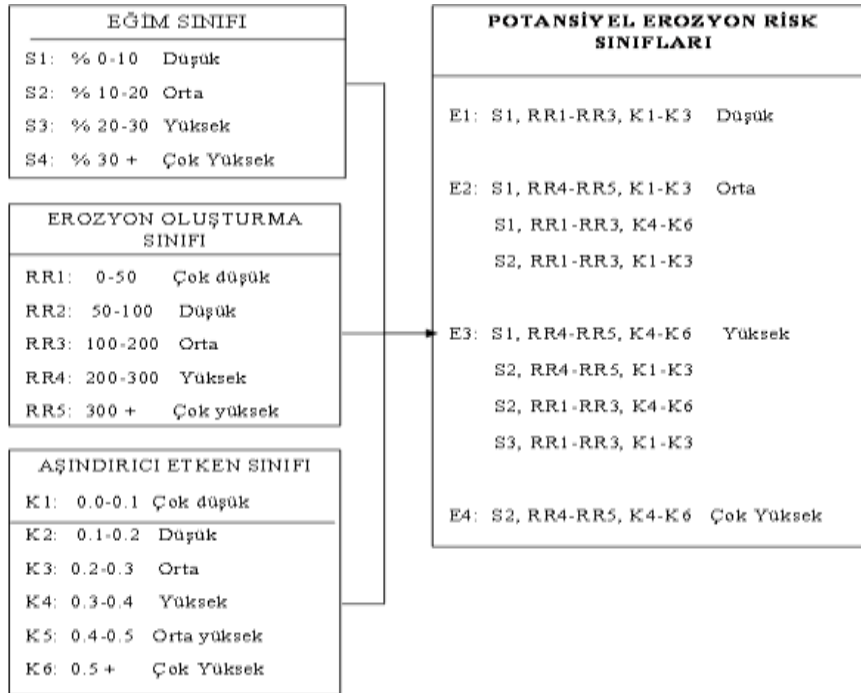 EĞİM SINIFI
S1: % 0-10 Düşük
S2: % 10-20 Orta
S3: % 20-30 Yüksek
S4: % 30 + Çok Yüksek
EROZYON OLUŞTURMA
SINIFI
RR1: 0-50 Çok düşük
RR2: 50-100 Düşük
RR3: 100-200 Orta
RR4: 200-300 Yüksek
RR5: 300 + Çok yüksek
AŞINDIRICI ETKEN SINIFI
K1: 0.0-0.1 Çok düşük
K2: 0.1-0.2 Düşük
K3: 0.2-0.3 Orta
K4: 0.3-0.4 Yüksek
K5: 0.4-0.5 Orta yüksek
K6: 0.5 + Çok Yüksek
POTANSİYEL EROZYON RİSK
SINIFLARI
E1: S1, RR1-RR3, K1-K3 Düşük
E2: S1, RR4-RR5, K1-K3 Orta
S1, RR1-RR3, K4-K6
S2, RR1-RR3, K1-K3
E3: S1, RR4-RR5, K4-K6 Yüksek
S2, RR4-RR5, K1-K3
S2, RR1-RR3, K4-K6
S3, RR1-RR3, K1-K3
E4: S2, RR4-RR5, K4-K6 Çok Yüksek